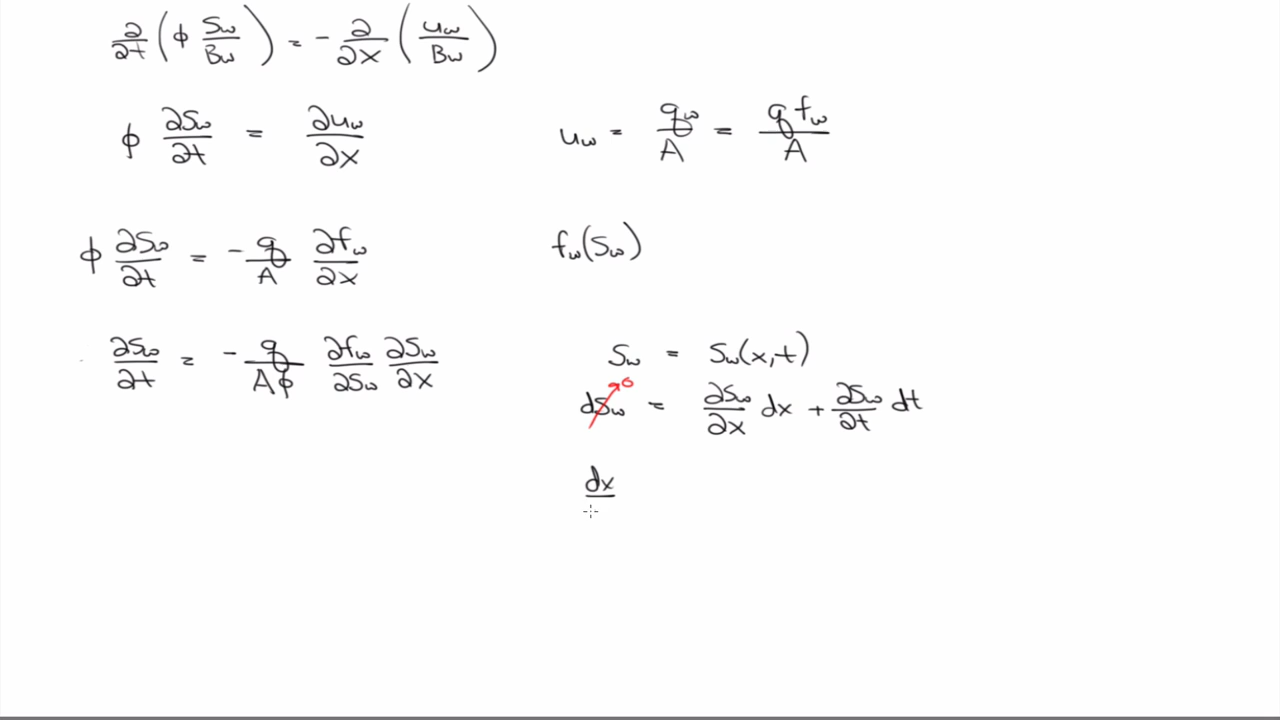 ∂/∂t (ϕ Sw/Bw) = - ∂/∂x (uw/Bw)
ϕ ∂Sw/∂t = ∂uw/∂x
uw = qw/A = q fw/A
ϕ ∂Sw/∂t = - q/A ∂fw/∂x
fw(Sw)
∂Sw/∂t = - q/Aϕ ∂fw/∂Sw ∂Sw/∂x
Sw = Sw(x,t)
dSw → 0 = ∂Sw/∂x dx + ∂Sw/∂t dt
dx